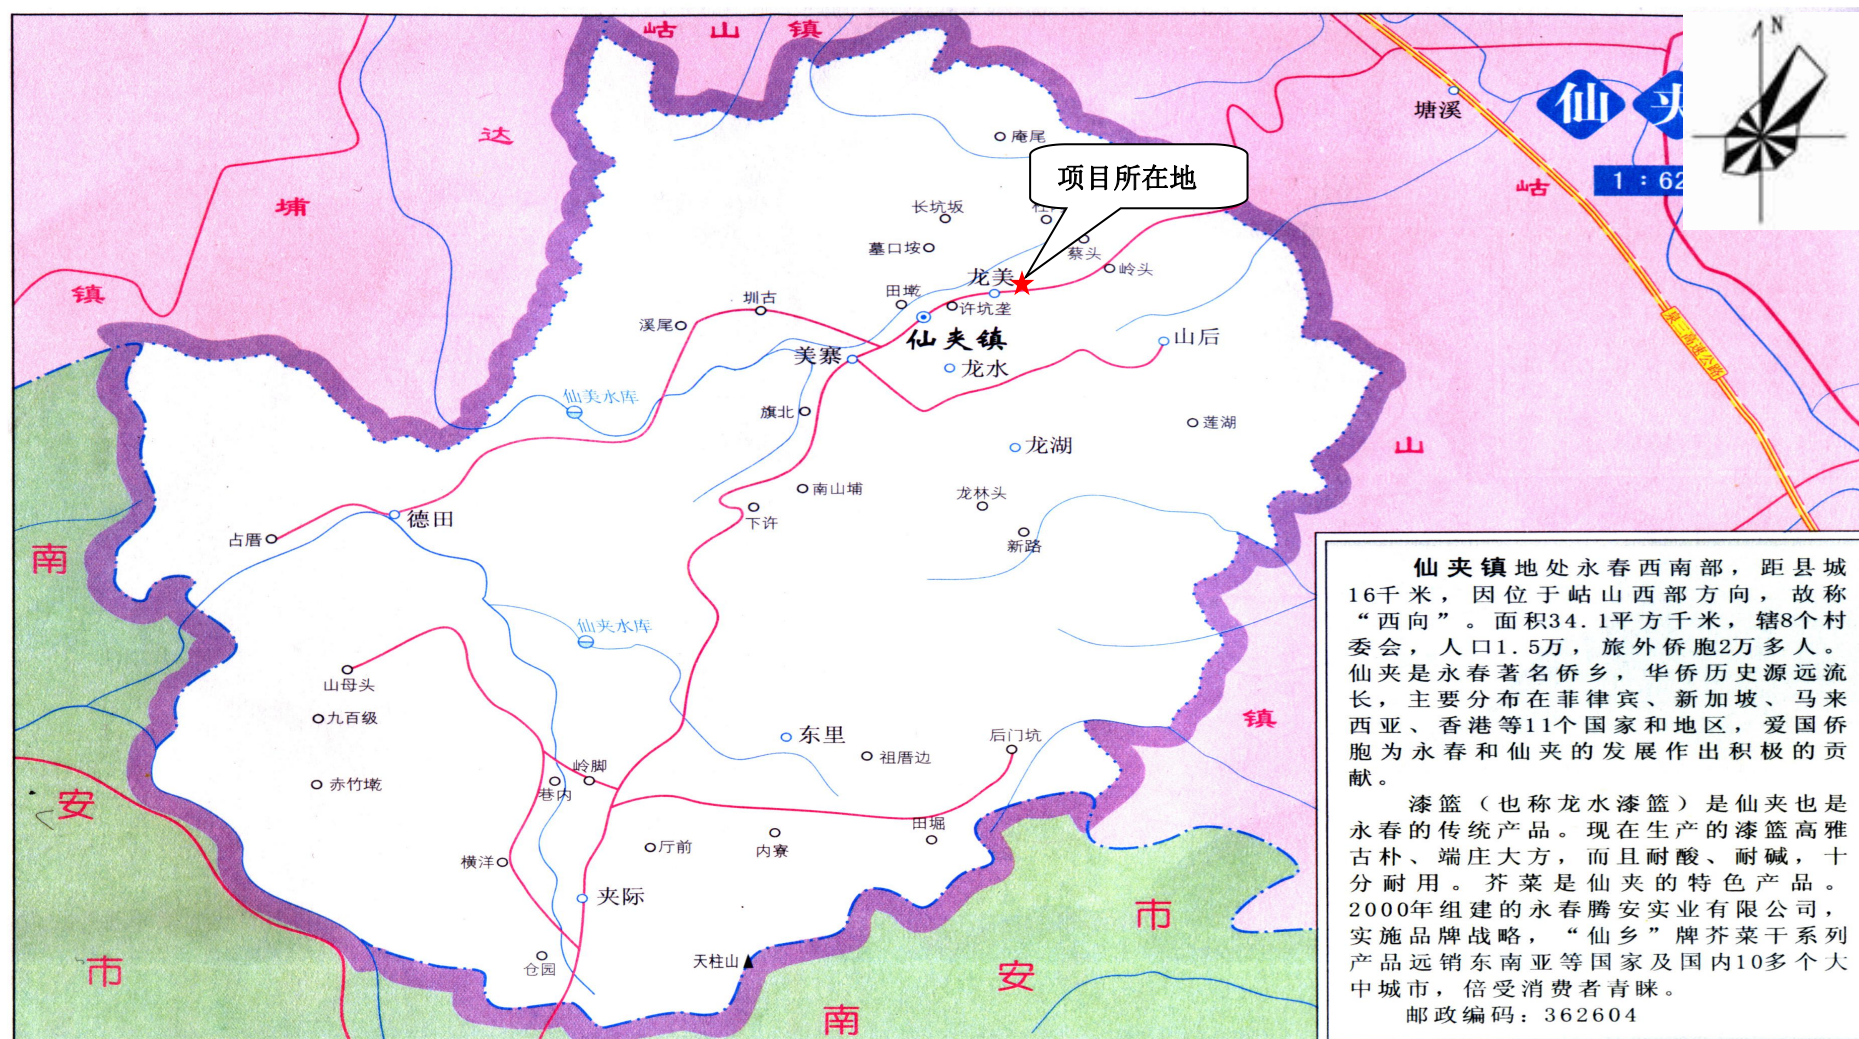 岵山镇
N
仙夹
1：62
塘溪
达
埔
镇
岵
山
镇
泉三高速公路
庵尾
项目所在地
长坑坂
墓口垵
蔡头
岭头
龙美
田墘
许坑垄
圳古
溪尾
仙夹镇
美寨
龙水
山后
仙美水库
旗北
莲湖
龙湖
南山埔
龙林头
下许
新路
德田
占厝
仙夹水库
山母头
九百级
赤竹墘
东里
祖厝边
后门坑
岭脚
巷内
田堀
厅前
内寮
横洋
夹际
仓园
天柱山
南
安
市
南
安
市
仙夹镇地处永春西南部，距县城
16千米，因位于岵山西部方向，故称
“西向”。面积34.1平方千米，辖8个村
委会，人口1.5万，旅外侨胞2万多人。
仙夹是永春著名侨乡，华侨历史源远流
长，主要分布在菲律宾、新加坡、马来
西亚、香港等11个国家和地区，爱国侨
胞为永春和仙夹的发展作出积极的贡
献。
漆篮（也称龙水漆篮）是仙夹也是
永春的传统产品。现在生产的漆篮高雅
古朴、端庄大方，而且耐酸、耐碱，十
分耐用。芥菜是仙夹的特色产品。
2000年组建的永春腾安实业有限公司，
实施品牌战略，“仙乡”牌芥菜干系列
产品远销东南亚等国家及国内10多个大
中城市，倍受消费者青睐。
邮政编码：362604